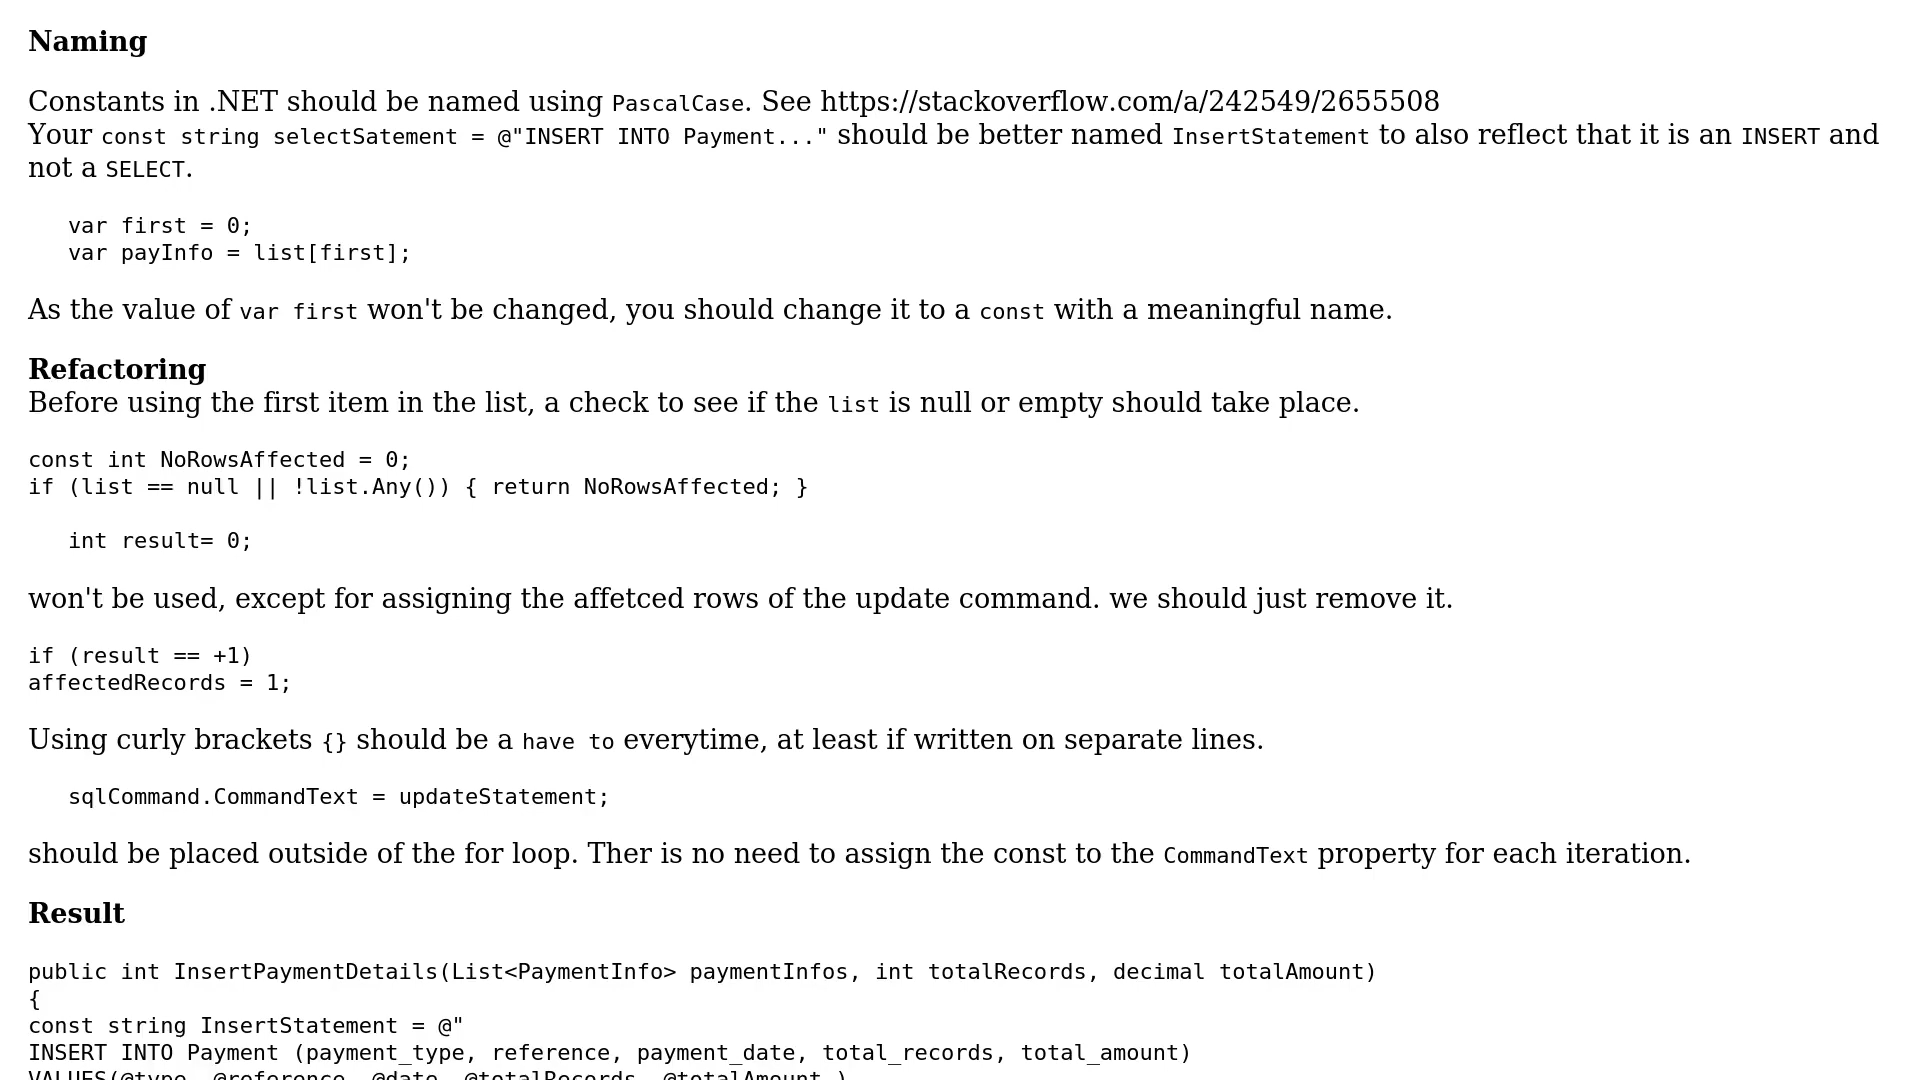 Naming
Constants in .NET should be named using PascalCase. See https://stackoverflow.com/a/242549/2655508
Your const string selectSatement = @"INSERT INTO Payment..." should be better named InsertStatement to also reflect that it is an INSERT and
not a SELECT.
var first = 0;
var payInfo = list[first];
As the value of var first won't be changed, you should change it to a const with a meaningful name.
Refactoring
Before using the first item in the list, a check to see if the list is null or empty should take place.
const int NoRowsAffected = 0;
if (list == null || !list.Any()) { return NoRowsAffected; }
int result= 0;
won't be used, except for assigning the affetced rows of the update command. we should just remove it.
if (result == +1)
affectedRecords = 1;
Using curly brackets {} should be a have to everytime, at least if written on separate lines.
sqlCommand.CommandText = updateStatement;
should be placed outside of the for loop. Ther is no need to assign the const to the CommandText property for each iteration.
Result
public int InsertPaymentDetails(List<PaymentInfo> paymentInfos, int totalRecords, decimal totalAmount)
{
const string InsertStatement = @"
INSERT INTO Payment (payment_type, reference, payment_date, total_records, total_amount)
VALUES(@type, @reference, @date, @totalRecords, @totalAmount )